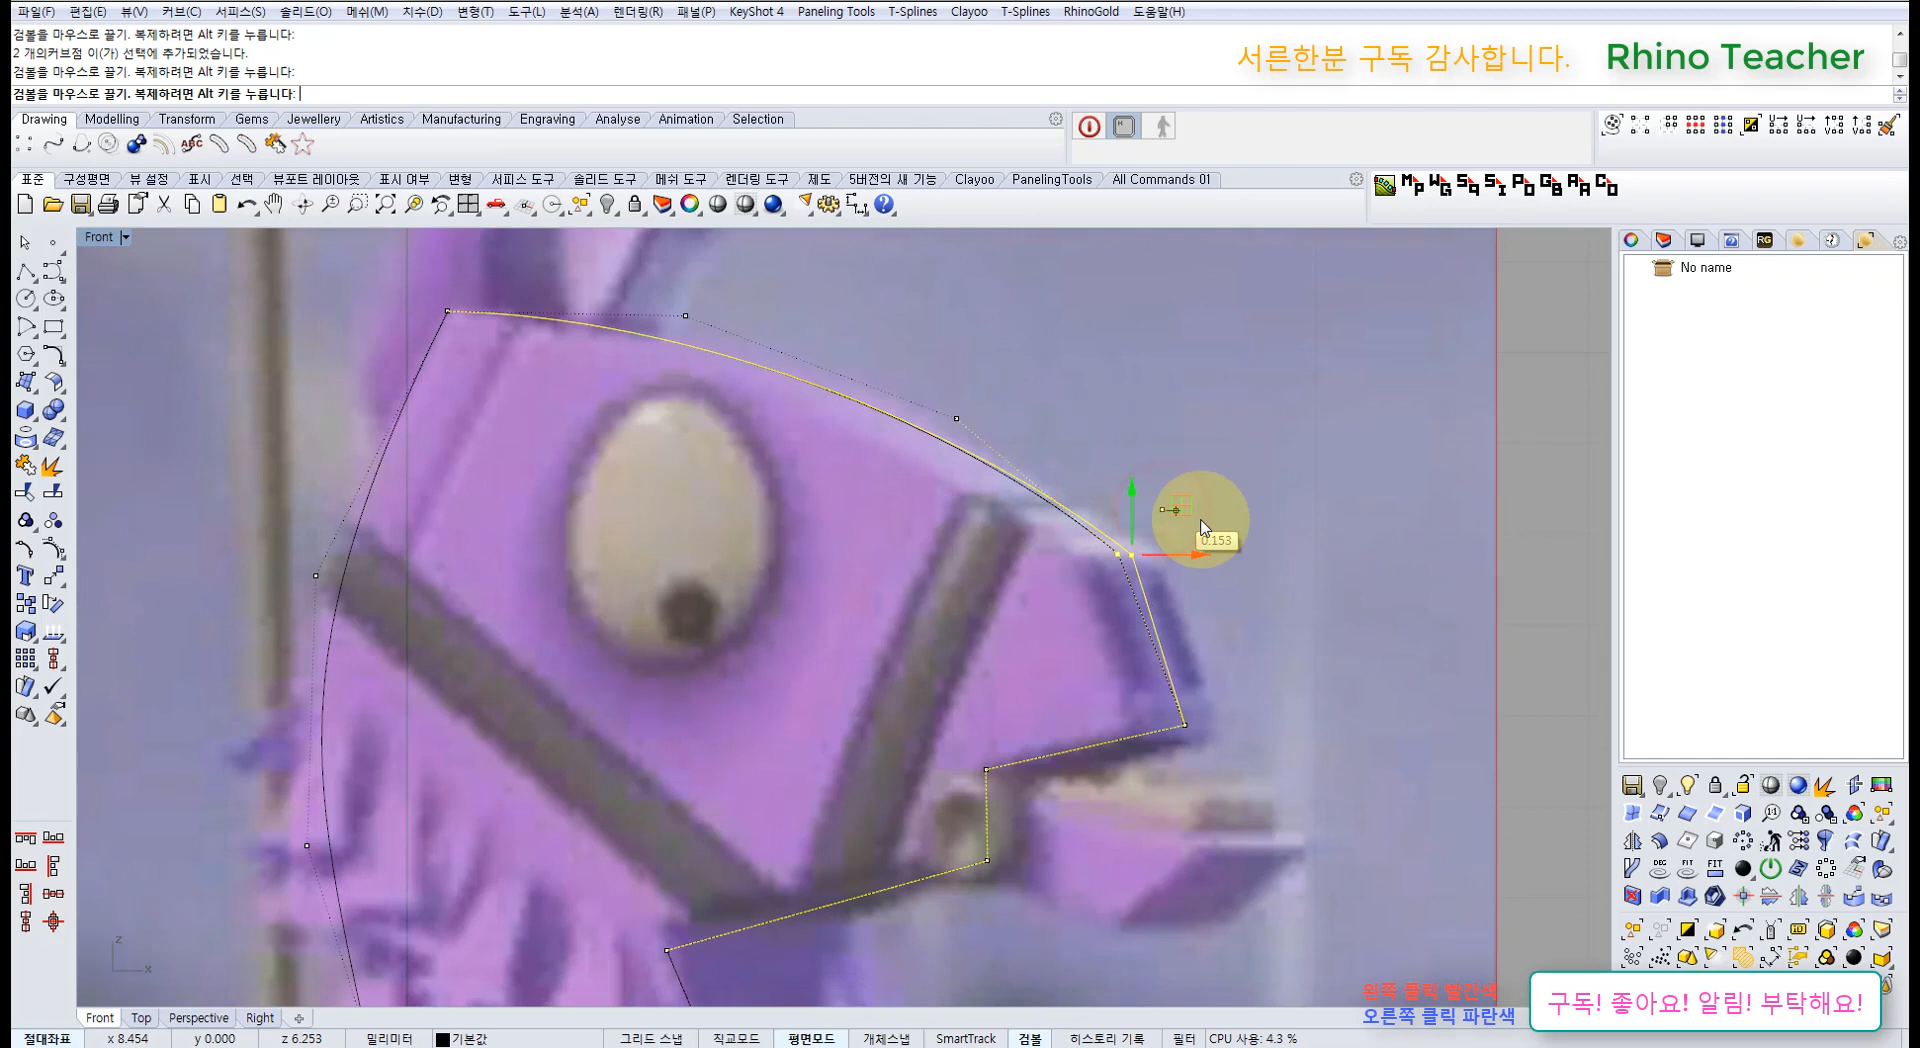 파일(F) 편집(E) 뷰(V) 커브(C) 서피스(S) 솔리드(O) 메쉬(M) 치수(D) 변형(T) 도구(L) 분석(A) 렌더링(R) 패널(P) KeyShot 4 Paneling Tools T-Splines Clayoo T-Splines RhinoGold 도움말(H)
검볼을 마우스로 끌기. 복제하려면 Alt 키를 누릅니다:
2 개의커브점 이(가) 선택에 추가되었습니다.
검볼을 마우스로 끌기. 복제하려면 Alt 키를 누릅니다:
검볼을 마우스로 끌기. 복제하려면 Alt 키를 누릅니다:
서른한분 구독 감사합니다. Rhino Teacher
Drawing Modelling Transform Gems Jewellery Artistics Manufacturing Engraving Analyse Animation Selection
표준 구성평면 뷰 설정 표시 선택 뷰포트 레이아웃 표시 여부 변형 서피스 도구 솔리드 도구 메쉬 도구 렌더링 도구 제도 5버전의 새 기능 Clayoo PanelingTools All Commands 01
Front
No name
0.153
z
x
왼쪽 클릭 빨간색
오른쪽 클릭 파란색
구독! 좋아요! 알림! 부탁해요!
Front Top Perspective Right
절대좌표 x 8.454 y 0.000 z 6.253 밀리미터 기본값 그리드 스냅 직교모드 평면모드 개체스냅 SmartTrack 검볼 히스토리 기록 필터 CPU 사용: 4.3 %